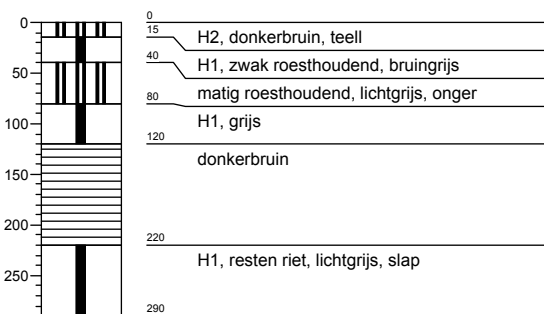 0
50
100
150
200
250
0
15
H2, donkerbruin, teell
40
H1, zwak roesthoudend, bruingrijs
80
matig roesthoudend, lichtgrijs, onger
H1, grijs
120
donkerbruin
220
H1, resten riet, lichtgrijs, slap
290